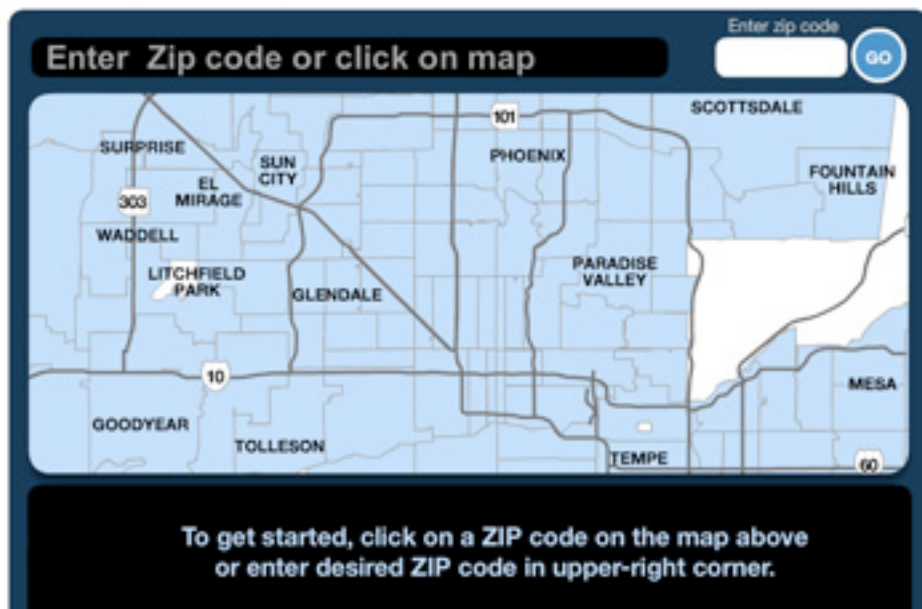 Enter zip code
Enter Zip code or click on map
GO
SCOTTSDALE
101
SURPRISE
PHOENIX
SUN
CITY
FOUNTAIN
HILLS
EL
MIRAGE
303
WADDELL
PARADISE
VALLEY
LITCHFIELD
PARK
GLENDALE
10
MESA
GOODYEAR
TOLLESON
TEMPE
60
To get started, click on a ZIP code on the map above
or enter desired ZIP code in upper-right corner.